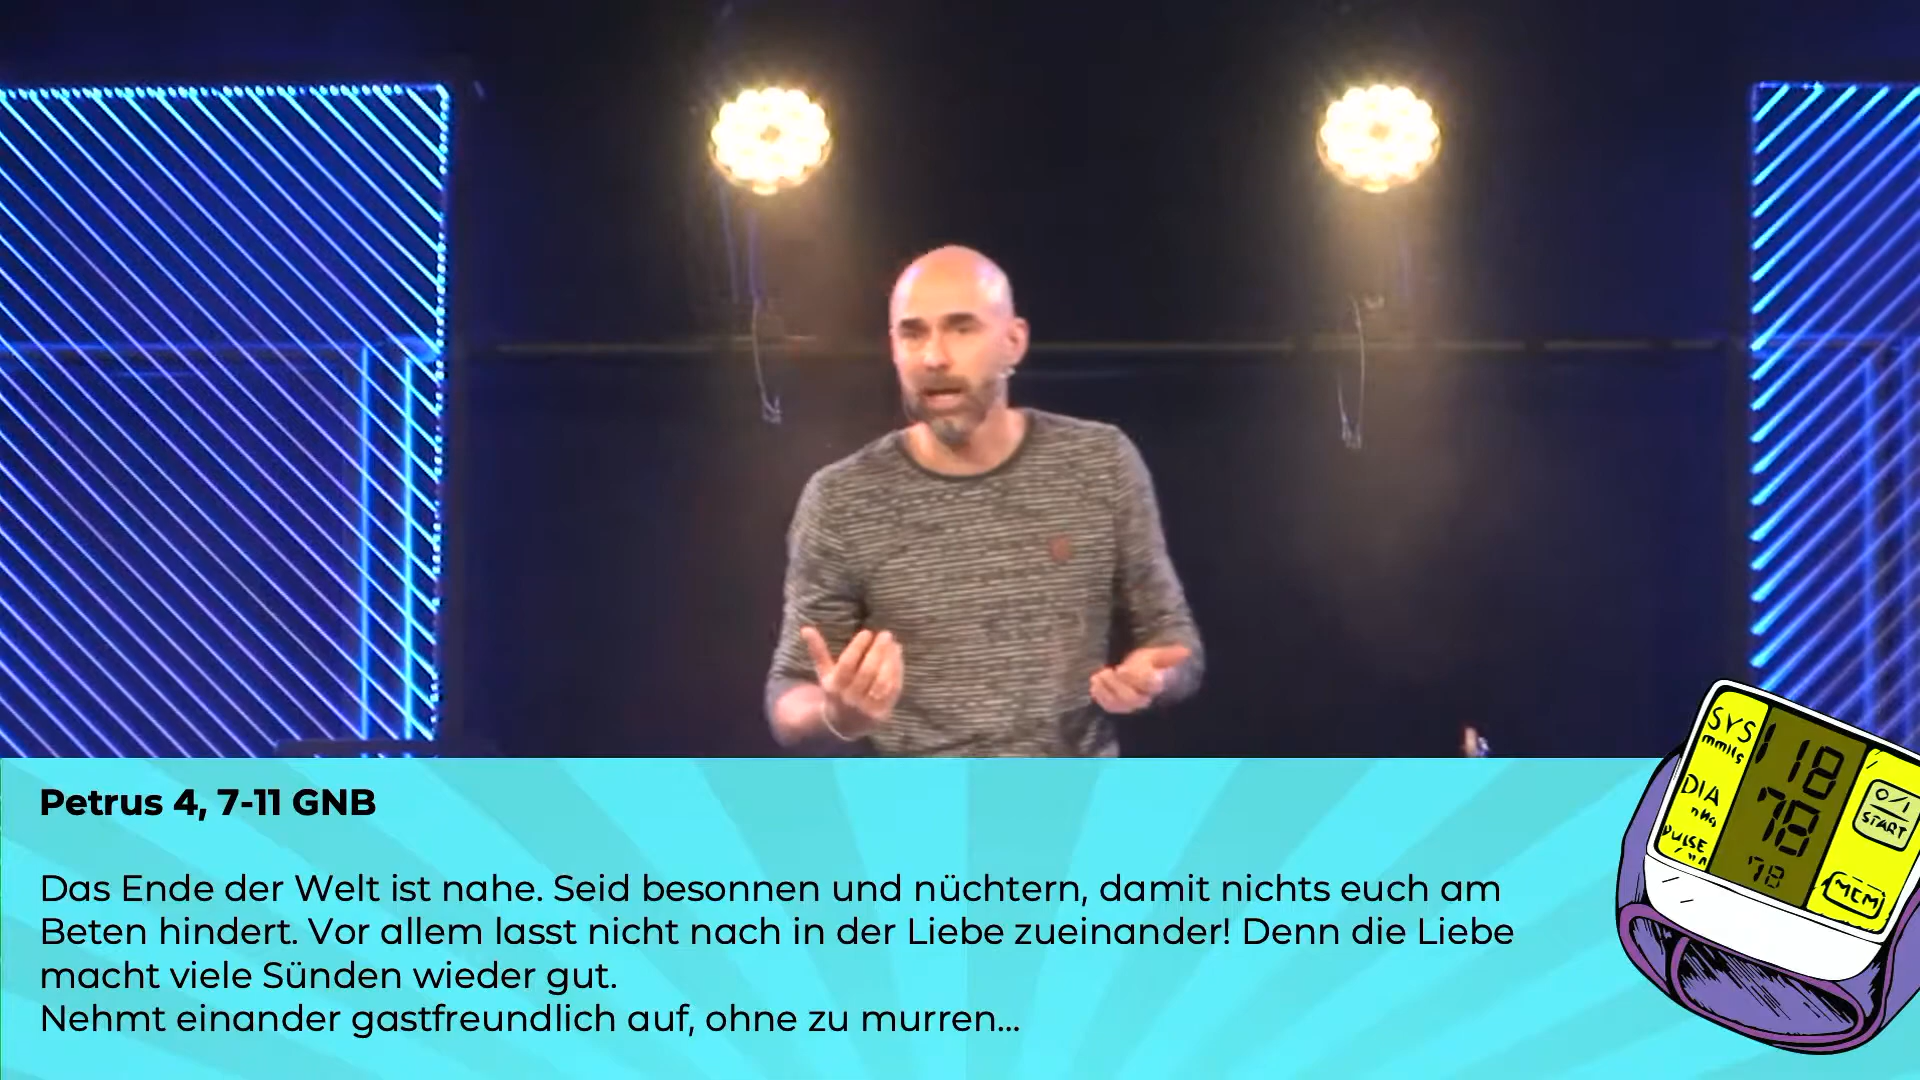 Petrus 4, 7-11 GNB
Das Ende der Welt ist nahe. Seid besonnen und nüchtern, damit nichts euch am
Beten hindert. Vor allem lasst nicht nach in der Liebe zueinander! Denn die Liebe
macht viele Sünden wieder gut.
Nehmt einander gastfreundlich auf, ohne zu murren...
SYS
118
DIA
78
PULSE
78
O/I
START
MEM